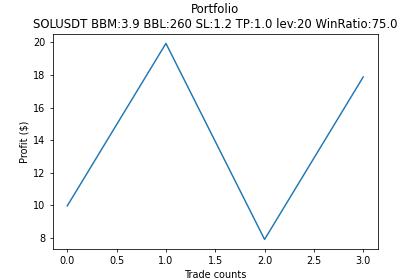 Portfolio
SOLUSDT BBM:3.9 BBL:260 SL:1.2 TP:1.0 lev:20 WinRatio:75.0
20
18
16
14
12
10
8
Profit ($)
0.0 0.5 1.0 1.5 2.0 2.5 3.0
Trade counts